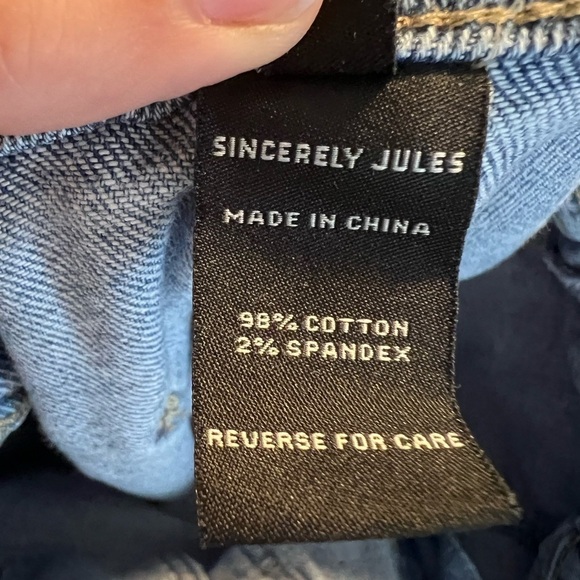 SINCERELY JULES
MADE IN CHINA
98% COTTON
2% SPANDEX
REVERSE FOR CARE